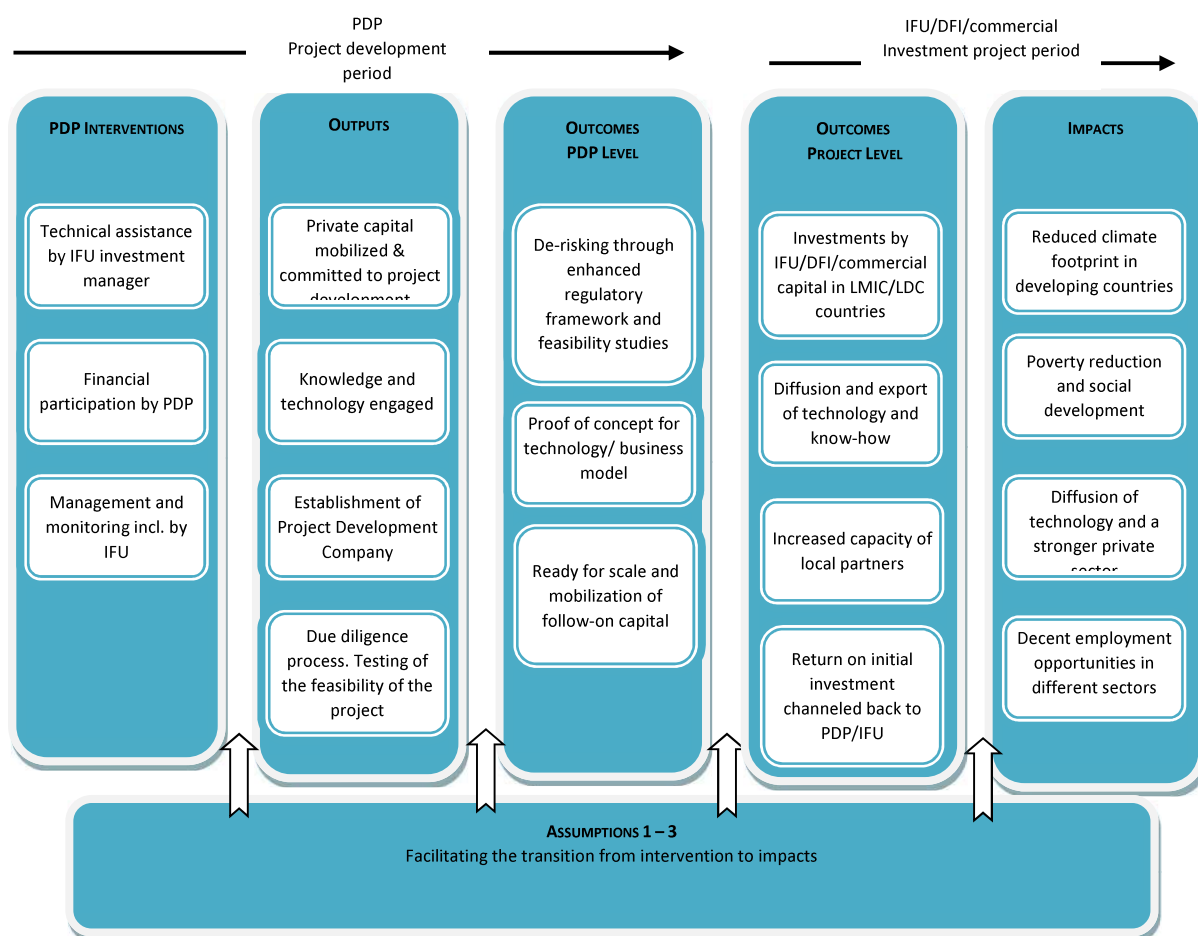 PDP
Project development
period
IFU/DFI/commercial
Investment project period
PDP INTERVENTIONS
Technical assistance
by IFU investment
manager
Financial
participation by PDP
Management and
monitoring incl. by
IFU
OUTPUTS
Private capital
mobilized &
committed to project
development
Knowledge and
technology engaged
Establishment of
Project Development
Company
Due diligence
process. Testing of
the feasibility of the
project
OUTCOMES
PDP LEVEL
De-risking through
enhanced
regulatory
framework and
feasibility studies
Proof of concept for
technology/ business
model
Ready for scale and
mobilization of
follow-on capital
OUTCOMES
PROJECT LEVEL
Investments by
IFU/DFI/commercial
capital in LMIC/LDC
countries
Diffusion and export
of technology and
know-how
Increased capacity of
local partners
Return on initial
investment
channeled back to
PDP/IFU
IMPACTS
Reduced climate
footprint in
developing countries
Poverty reduction
and social
development
Diffusion of
technology and a
stronger private
sector
Decent employment
opportunities in
different sectors
ASSUMPTIONS 1 – 3
Facilitating the transition from intervention to impacts